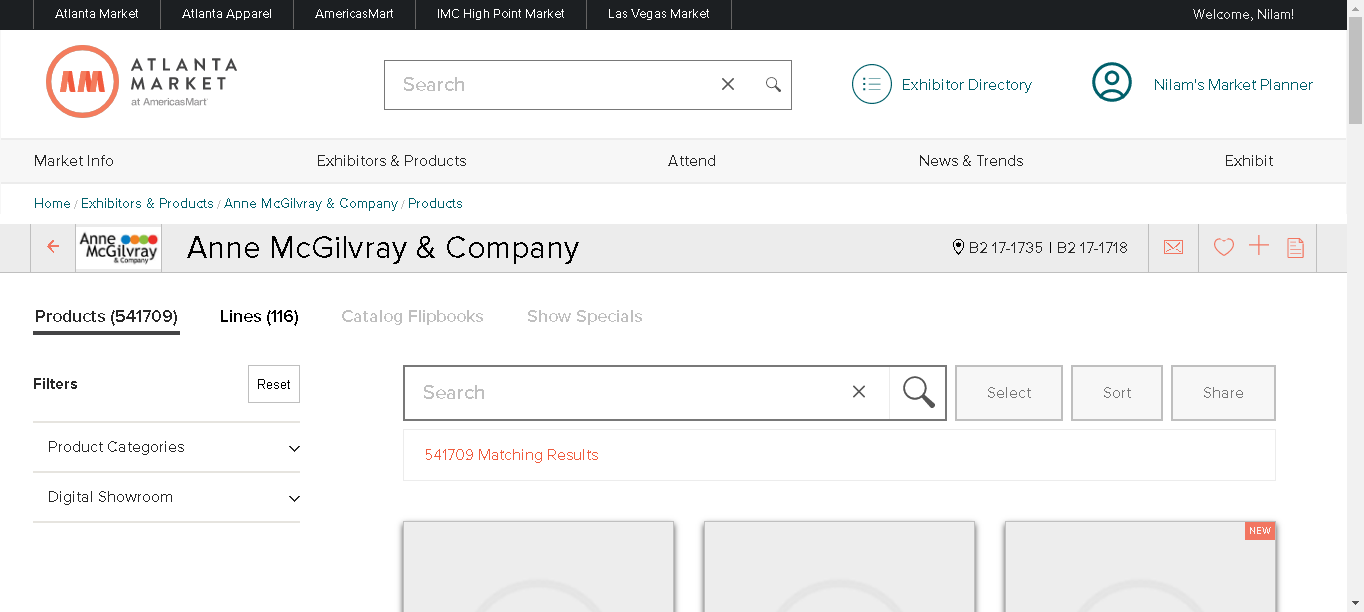 Atlanta Market Atlanta Apparel AmericasMart IMC High Point Market Las Vegas Market Welcome, Nilam!
AM ATLANTA
MARKET
at AmericasMart
Search Exhibitor Directory Nilam's Market Planner
Market Info Exhibitors & Products Attend News & Trends Exhibit
Home / Exhibitors & Products / Anne McGilvray & Company / Products
Anne
McGilvray
& Company
Anne McGilvray & Company B2 17-1735 | B2 17-1718
Products (541709) Lines (116) Catalog Flipbooks Show Specials
Filters Reset
Search Select Sort Share
Product Categories
541709 Matching Results
Digital Showroom
NEW